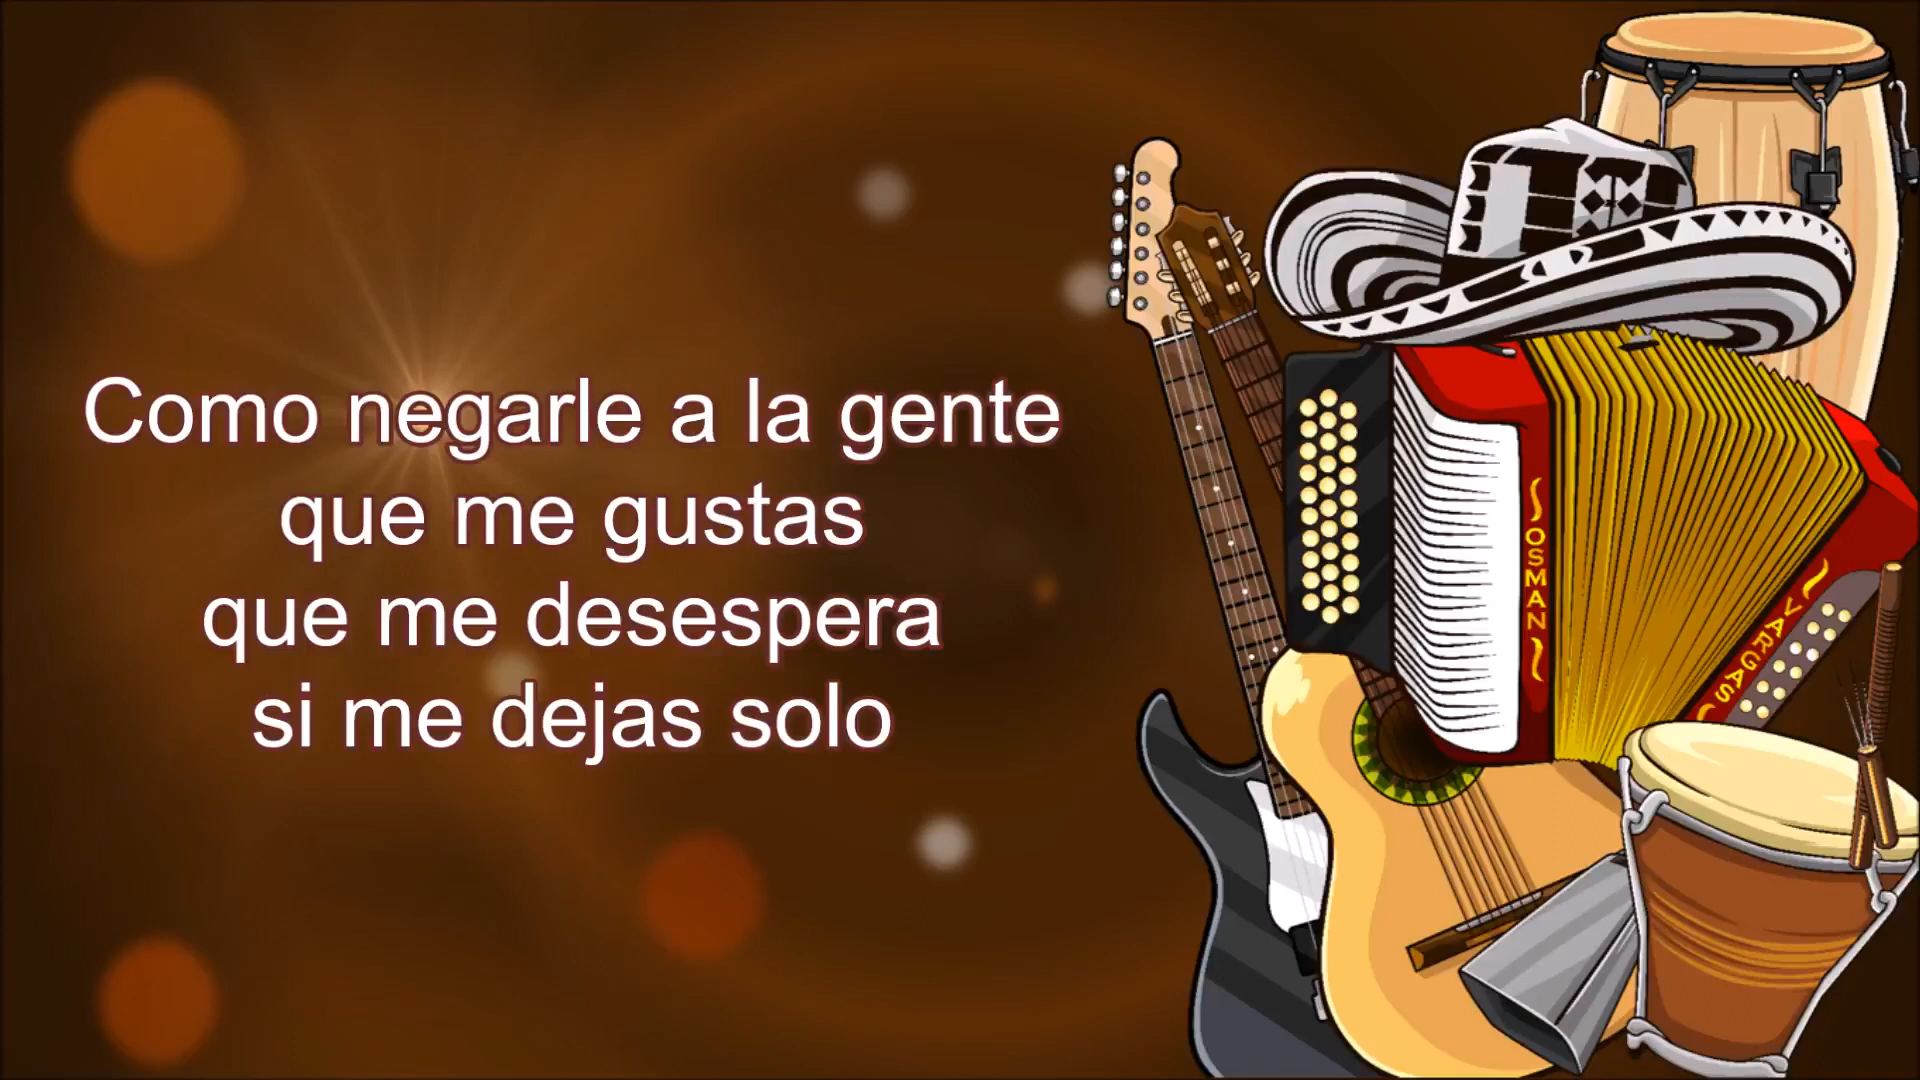 Como negarle a la gente
que me gustas
que me desespera
si me dejas solo
OSMAN
VARGAS